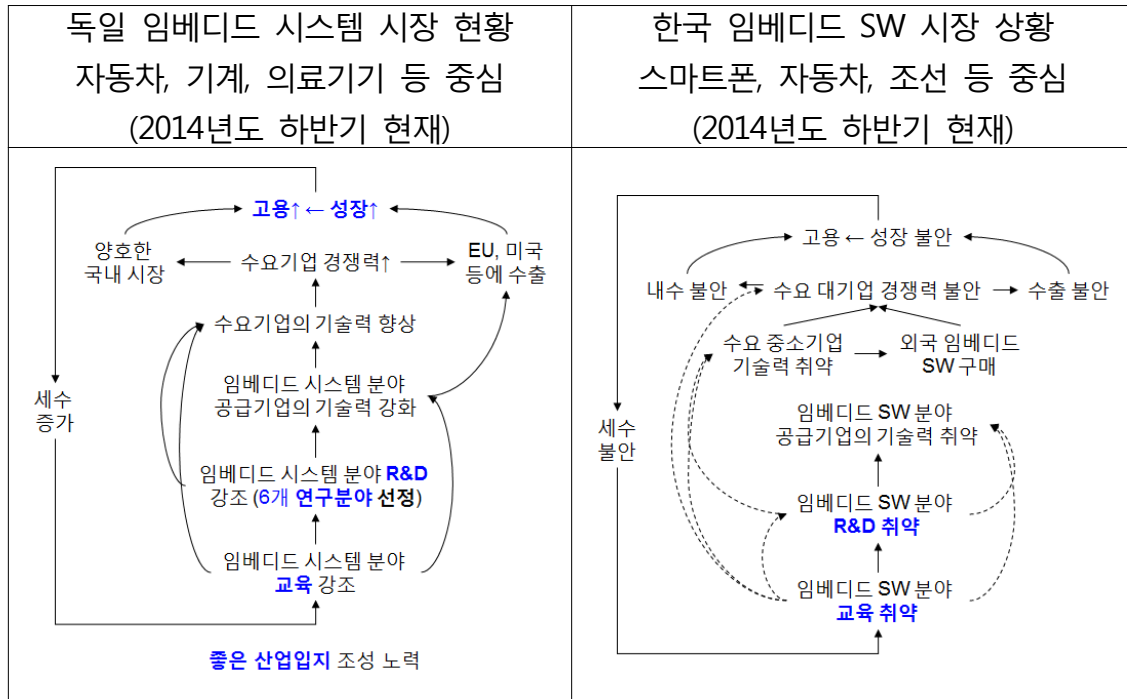 독일 임베디드 시스템 시장 현황
자동차, 기계, 의료기기 등 중심
(2014년도 하반기 현재)
고용↑ ← 성장↑
양호한
국내 시장
수요기업 경쟁력↑
EU, 미국
등에 수출
수요기업의 기술력 향상
임베디드 시스템 분야
공급기업의 기술력 강화
세수
증가
임베디드 시스템 분야 R&D
강조 (6개 연구분야 선정)
임베디드 시스템 분야
교육 강조
좋은 산업입지 조성 노력
한국 임베디드 SW 시장 상황
스마트폰, 자동차, 조선 등 중심
(2014년도 하반기 현재)
고용 ← 성장 불안
내수 불안
수요 대기업 경쟁력 불안
수출 불안
수요 중소기업
기술력 취약
외국 임베디드
SW 구매
임베디드 SW 분야
공급기업의 기술력 취약
세수
불안
임베디드 SW 분야
R&D 취약
임베디드 SW 분야
교육 취약